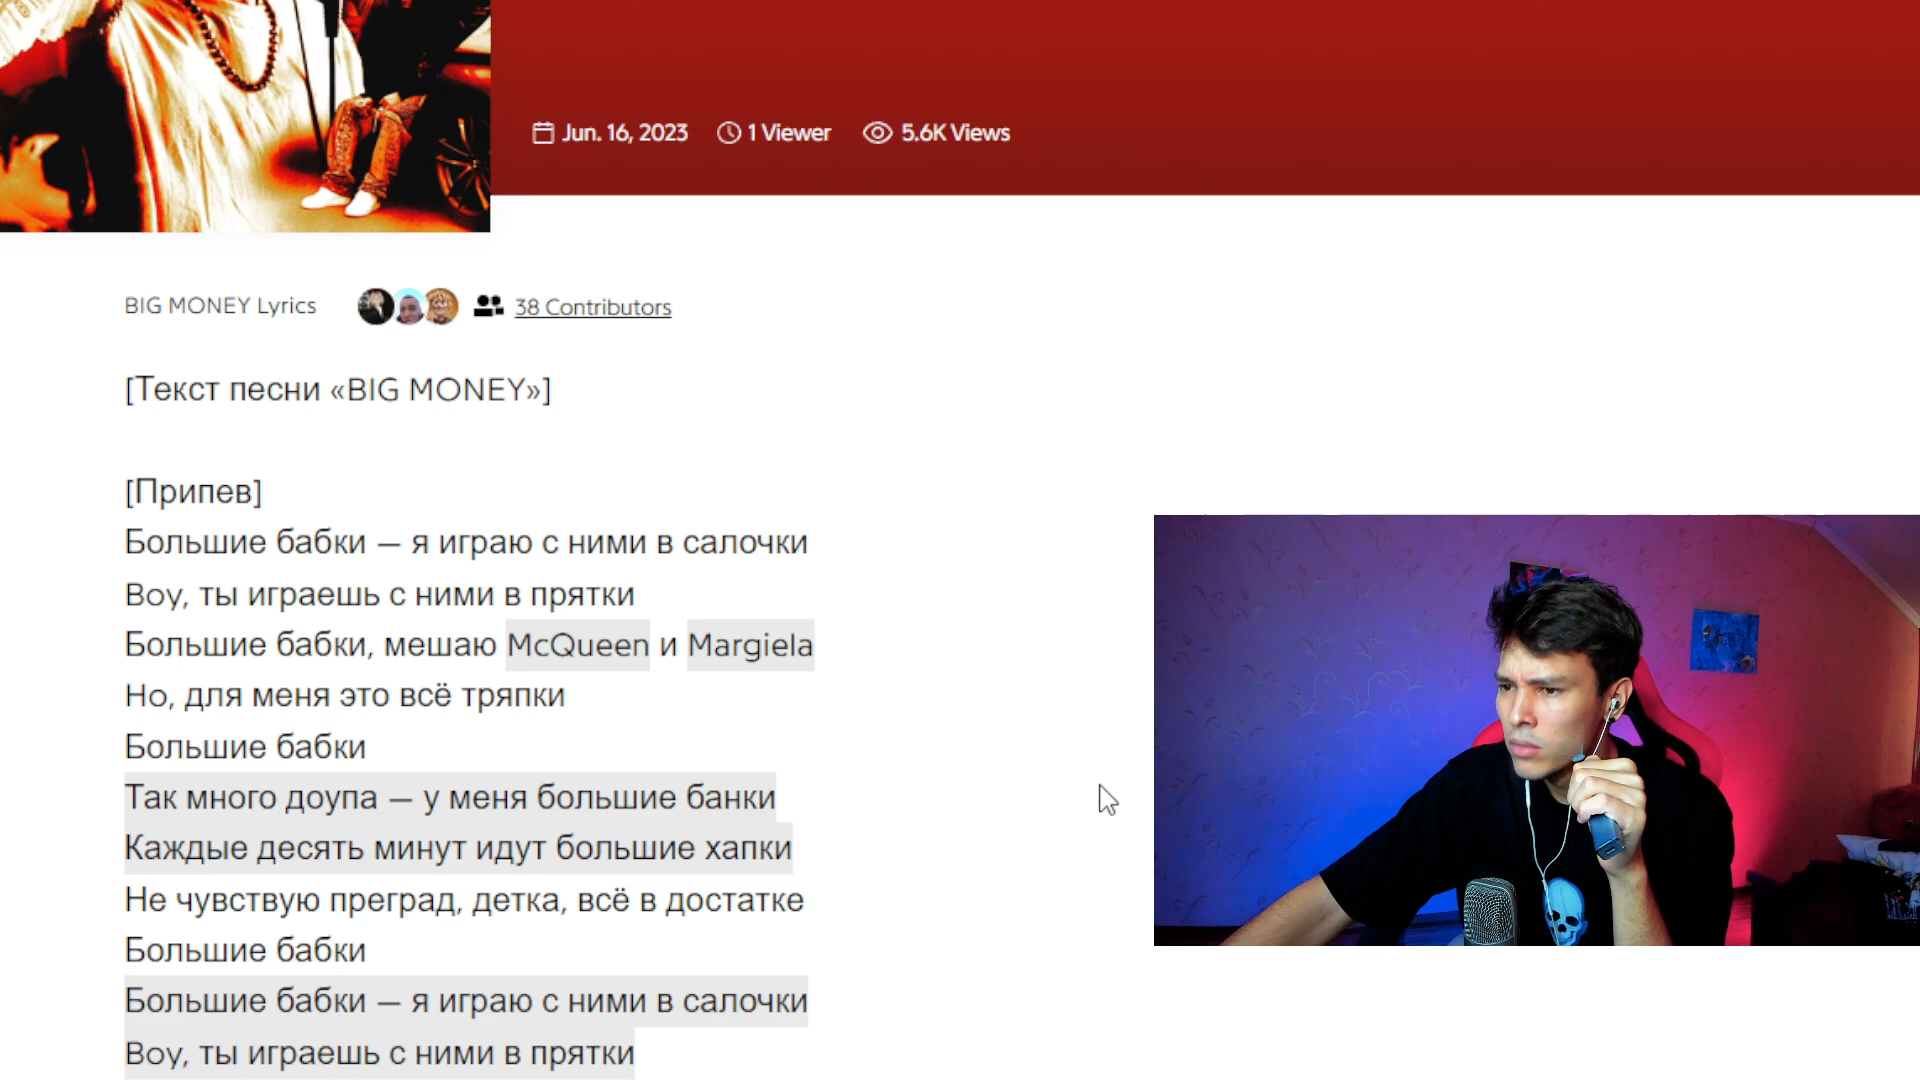 Jun. 16, 2023 1 Viewer 5.6K Views
BIG MONEY Lyrics 38 Contributors
[Текст песни «BIG MONEY»]
[Припев]
Большие бабки — я играю с ними в салочки
Boy, ты играешь с ними в прятки
Большие бабки, мешаю McQueen и Margiela
Но, для меня это всё тряпки
Большие бабки
Так много доупа — у меня большие банки
Каждые десять минут идут большие хапки
Не чувствую преград, детка, всё в достатке
Большие бабки
Большие бабки — я играю с ними в салочки
Boy, ты играешь с ними в прятки